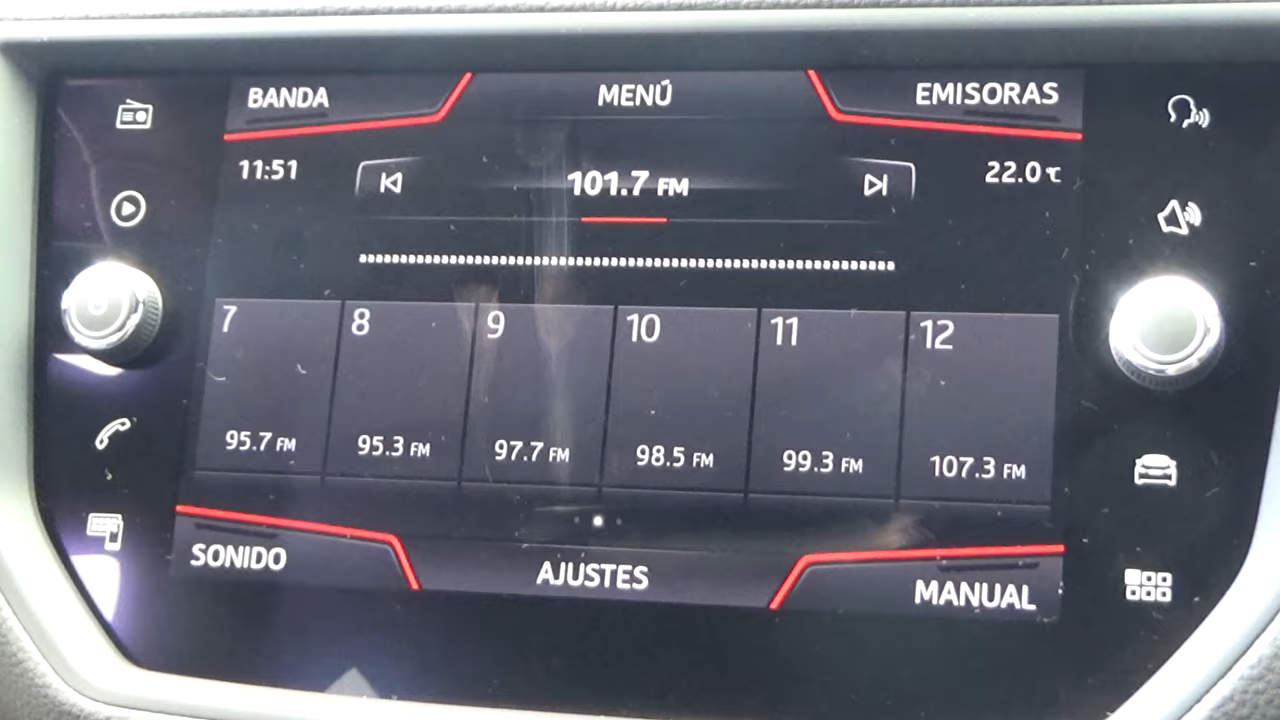 BANDA MENÚ EMISORAS
11:51 101.7 FM 22.0 °C
7 8 9 10 11 12
95.7 FM 95.3 FM 97.7 FM 98.5 FM 99.3 FM 107.3 FM
SONIDO AJUSTES MANUAL